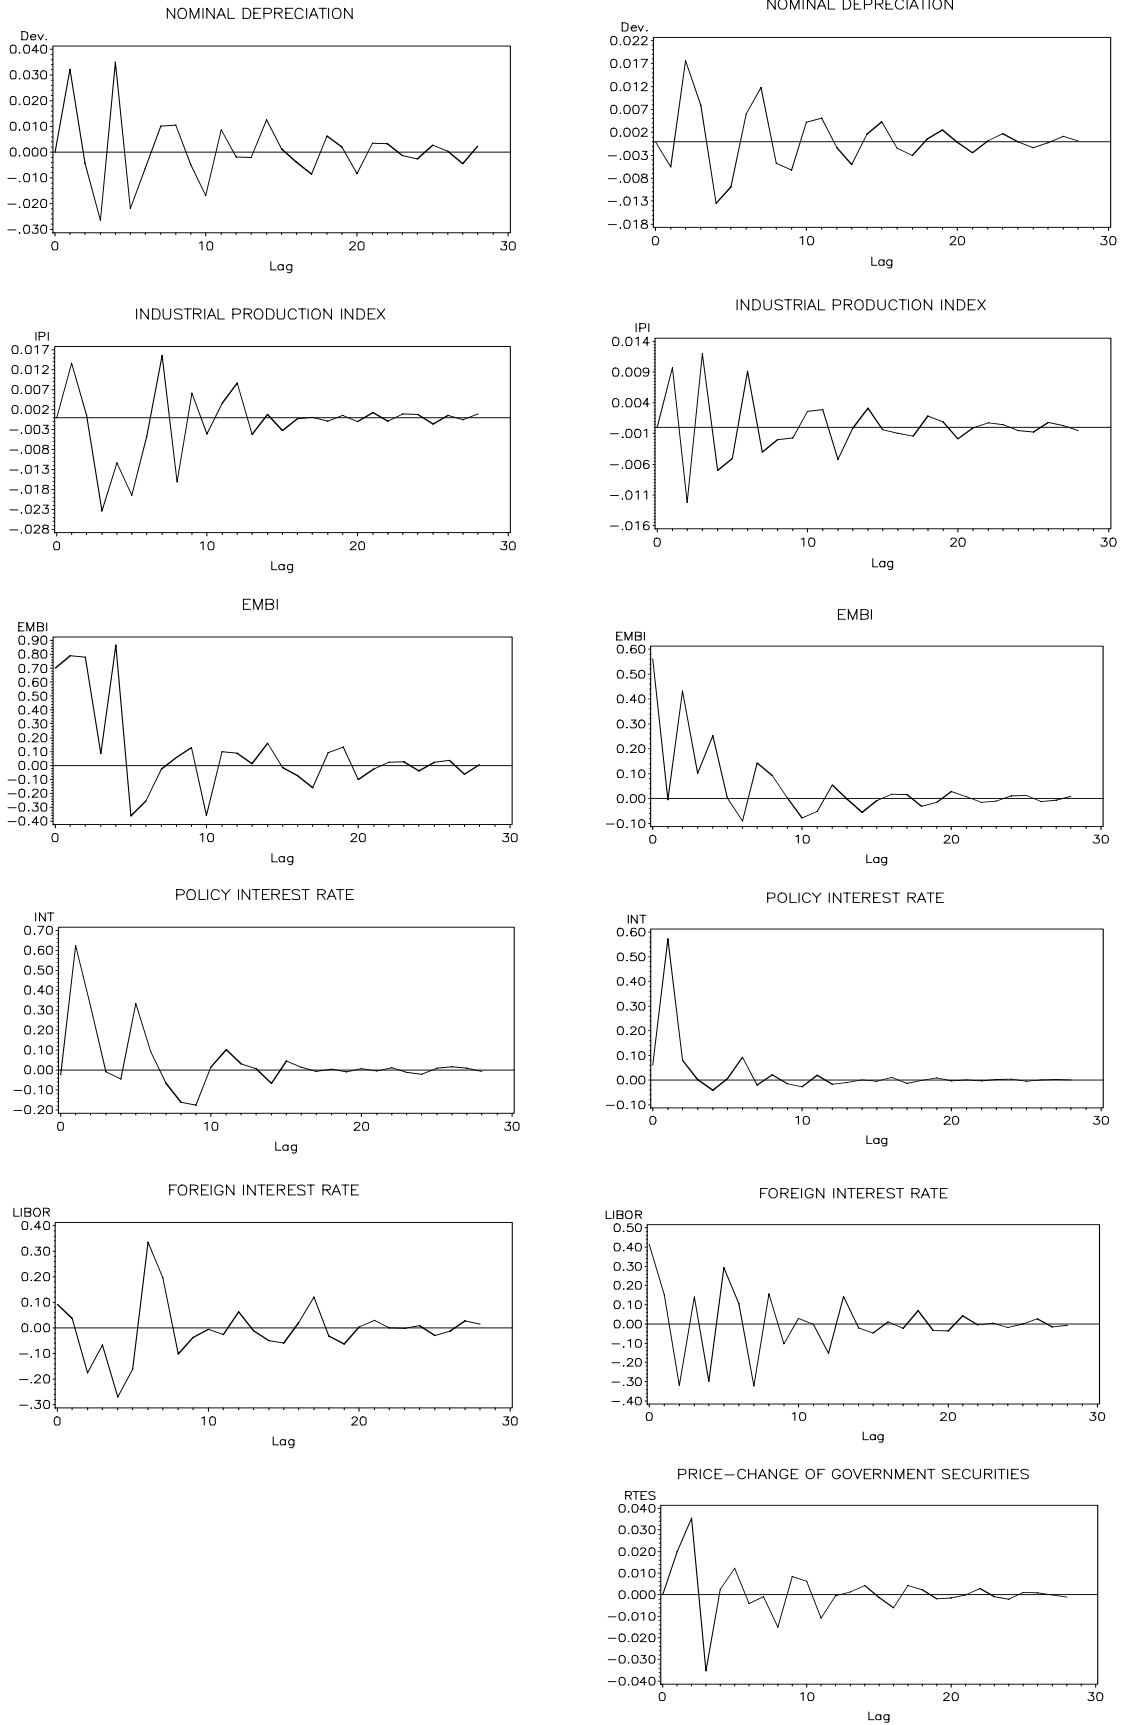 NOMINAL DEPRECIATION
Dev.
0.040
0.030
0.020
0.010
0.000
−.010
−.020
−.030
0 10 20 30
Lag
INDUSTRIAL PRODUCTION INDEX
IPI
0.017
0.012
0.007
0.002
−.003
−.008
−.013
−.018
−.023
−.028
0 10 20 30
Lag
EMBI
EMBI
0.90
0.80
0.70
0.60
0.50
0.40
0.30
0.20
0.10
0.00
−0.10
−0.20
−0.30
−0.40
0 10 20 30
Lag
POLICY INTEREST RATE
INT
0.70
0.60
0.50
0.40
0.30
0.20
0.10
0.00
−0.10
−0.20
0 10 20 30
Lag
FOREIGN INTEREST RATE
LIBOR
0.40
0.30
0.20
0.10
0.00
−.10
−.20
−.30
0 10 20 30
Lag
NOMINAL DEPRECIATION
Dev.
0.022
0.017
0.012
0.007
0.002
−.003
−.008
−.013
−.018
0 10 20 30
Lag
INDUSTRIAL PRODUCTION INDEX
IPI
0.014
0.009
0.004
−.001
−.006
−.011
−.016
0 10 20 30
Lag
EMBI
EMBI
0.60
0.50
0.40
0.30
0.20
0.10
0.00
−0.10
0 10 20 30
Lag
POLICY INTEREST RATE
INT
0.60
0.50
0.40
0.30
0.20
0.10
0.00
−0.10
0 10 20 30
Lag
FOREIGN INTEREST RATE
LIBOR
0.50
0.40
0.30
0.20
0.10
0.00
−.10
−.20
−.30
−.40
0 10 20 30
Lag
PRICE−CHANGE OF GOVERNMENT SECURITIES
RTES
0.040
0.030
0.020
0.010
0.000
−0.010
−0.020
−0.030
−0.040
0 10 20 30
Lag